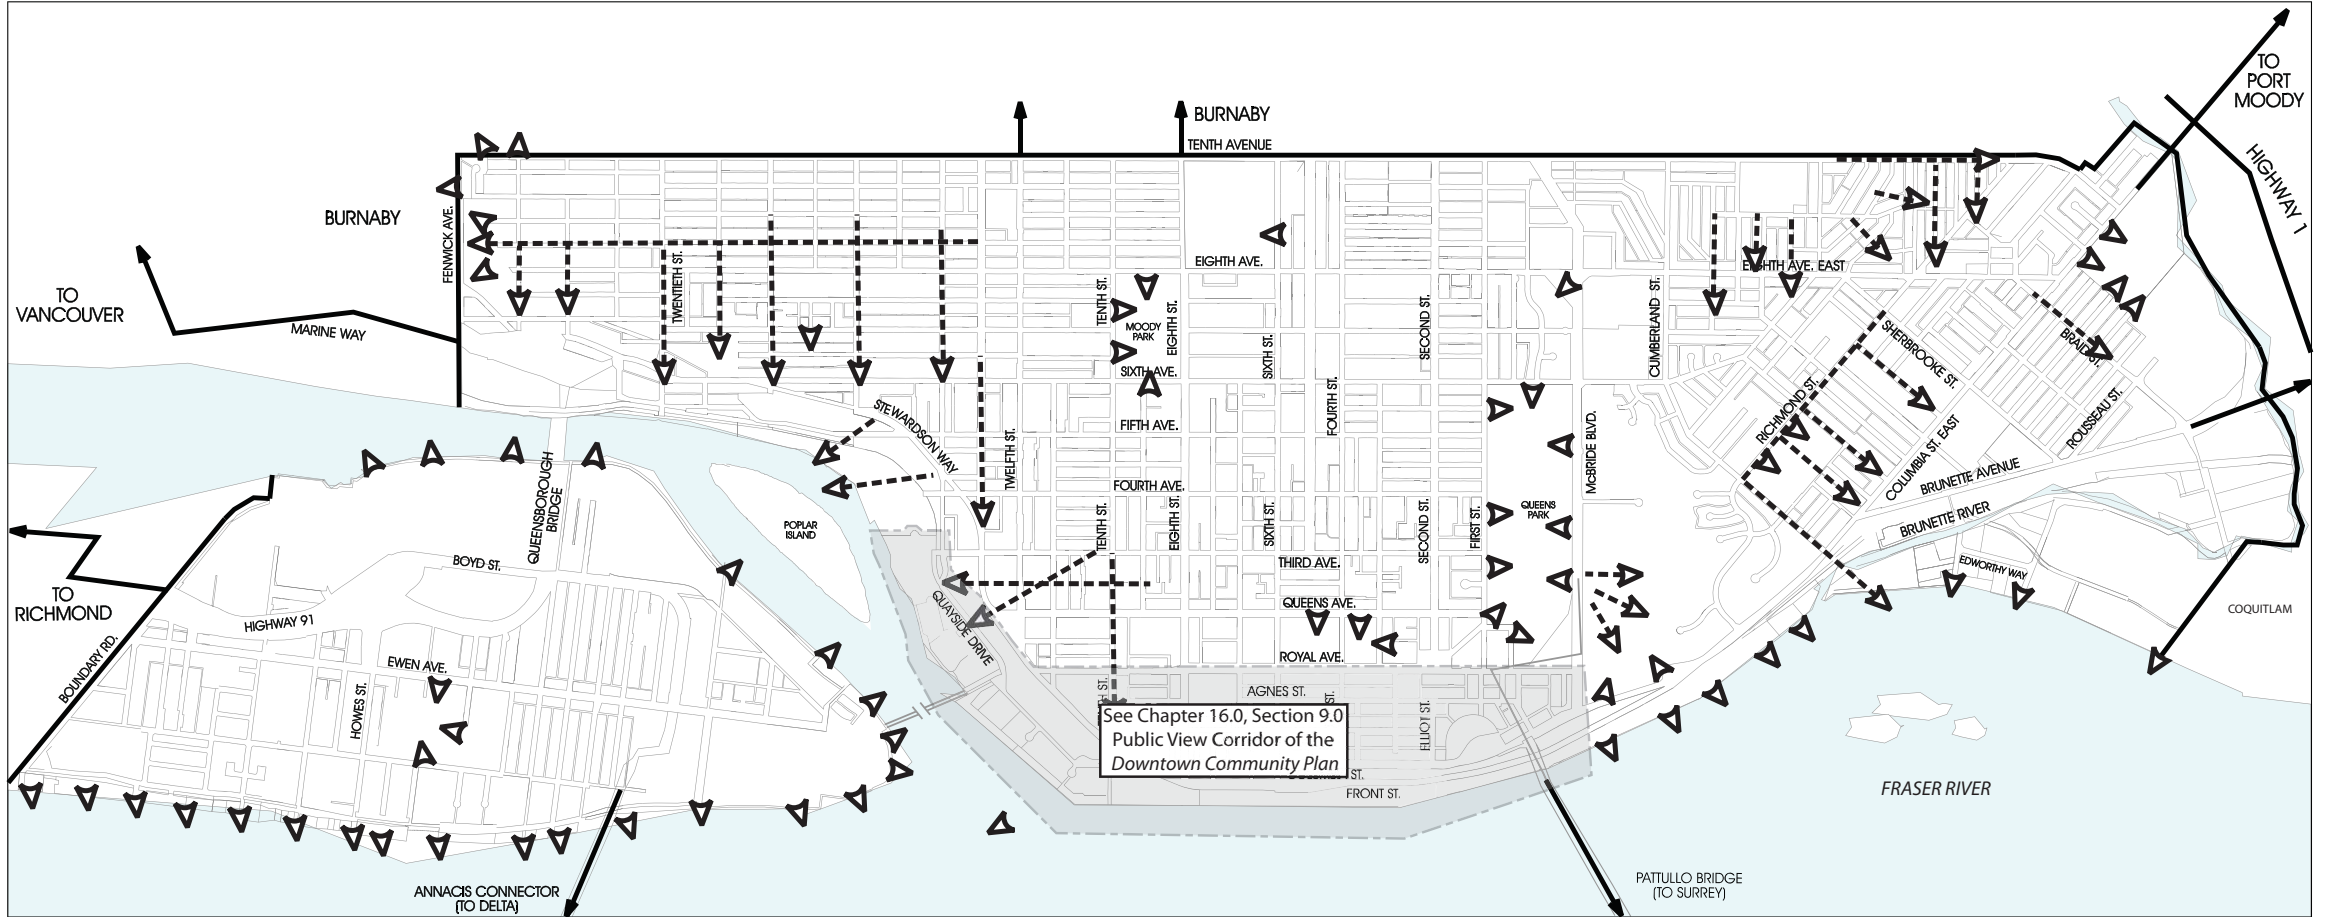 TO
PORT
MOODY
HIGHWAY 1
BURNABY
TENTH AVENUE
BURNABY
FENWICK AVE.
TO
VANCOUVER
MARINE WAY
TWENTIETH ST.
EIGHTH AVE.
EIGHTH AVE. EAST
TENTH ST.
MOODY
PARK
EIGHTH ST.
SIXTH AVE.
SIXTH ST.
SECOND ST.
CUMBERLAND ST.
SHERBROOKE ST.
BRAID ST.
RICHMOND ST.
ROUSSEAU ST.
COLUMBIA ST. EAST
FOURTH ST.
FIFTH AVE.
STEWARDSON WAY
TWELFTH ST.
FOURTH AVE.
McBRIDE BLVD.
BRUNETTE AVENUE
BRUNETTE RIVER
QUEENSBOROUGH
BRIDGE
POPLAR
ISLAND
TENTH ST.
EIGHTH ST.
SIXTH ST.
SECOND ST.
FIRST ST.
QUEENS
PARK
THIRD AVE.
EDWORTHY WAY
BOYD ST.
TO
RICHMOND
HIGHWAY 91
BOUNDARY RD.
QUAYSIDE DRIVE
QUEENS AVE.
COQUITLAM
ROYAL AVE.
EWEN AVE.
HOWES ST.
AGNES ST.
ST.
ELLIOT ST.
See Chapter 16.0, Section 9.0
Public View Corridor of the
Downtown Community Plan
ST.
FRONT ST.
FRASER RIVER
ANNACIS CONNECTOR
(TO DELTA)
PATTULLO BRIDGE
(TO SURREY)